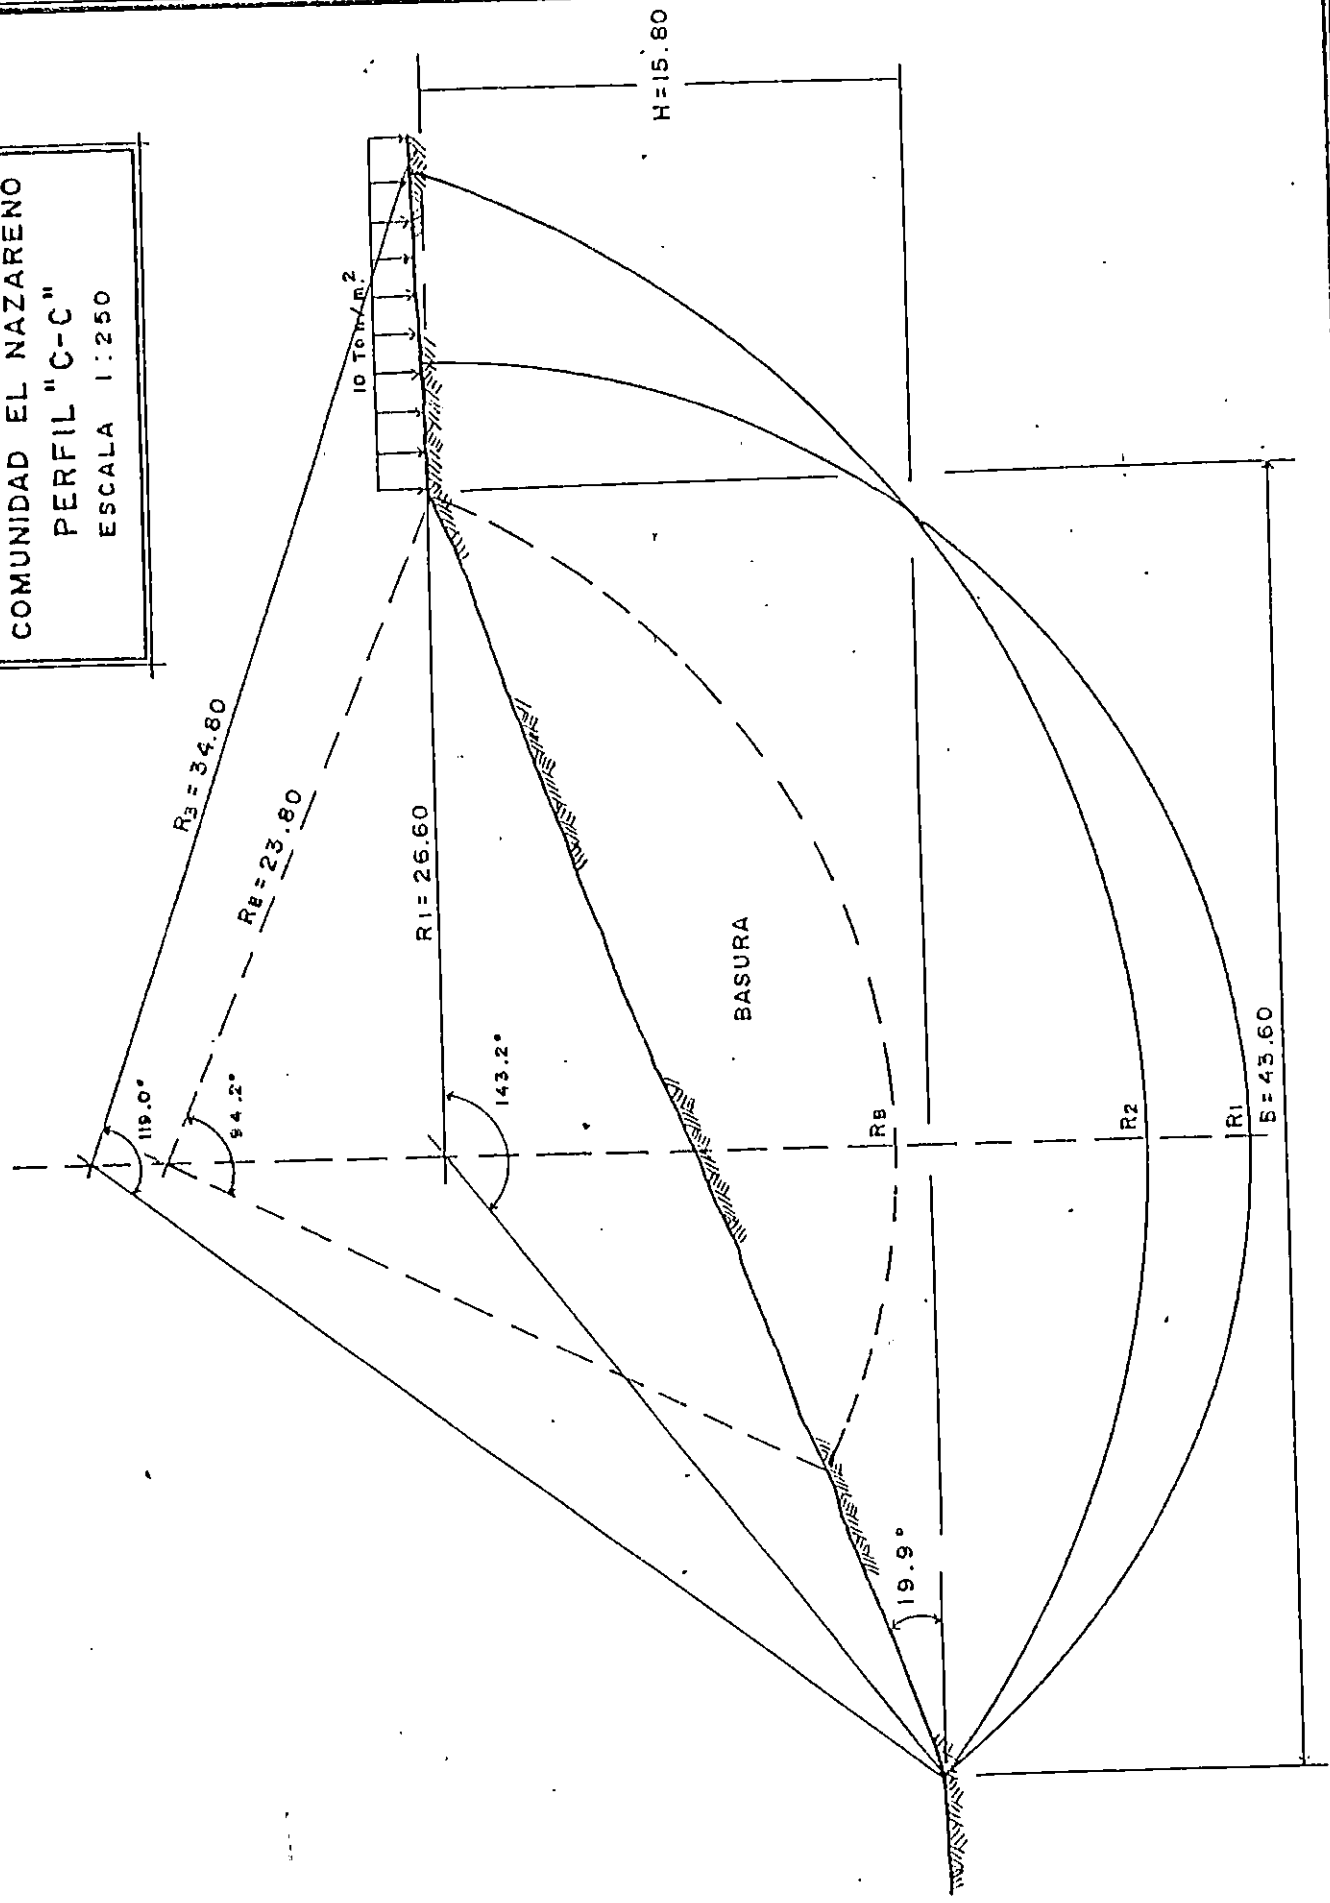 COMUNIDAD EL NAZARENO
PERFIL "C-C"
ESCALA 1:250
H=15.80
10 Ton/m.²
R3 = 34.80
RB = 23.80
R1 = 26.60
119.0°
94.2°
143.2°
BASURA
RB
R2
R1
B = 43.60
19.9°